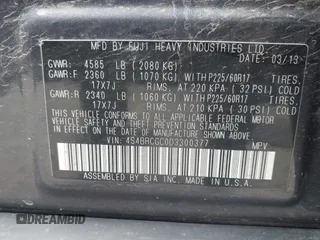 MFD. BY FUJI HEAVY INDUSTRIES LTD. 03/13
GVWR: 4585 LB (2080 KG)
GAWR:F 2360 LB (1070 KG) WITH P225/60R17 TIRES,
17X7J RIMS, AT 220 KPA (32 PSI) COLD
GAWR:R 2340 LB (1060 KG) WITH P225/60R17 TIRES,
17X7J RIMS, AT 210 KPA (30 PSI) COLD
THIS VEHICLE CONFORMS TO ALL APPLICABLE FEDERAL MOTOR
VEHICLE SAFETY, BUMPER, AND THEFT PREVENTION STANDARDS IN
EFFECT ON THE DATE OF MANUFACTURE SHOWN ABOVE.
VIN: 4S4BRCGC0D3300377 MPV
ASSEMBLED BY SIA INC. MADE IN U.S.A.
DREAMBID
dreambid.com